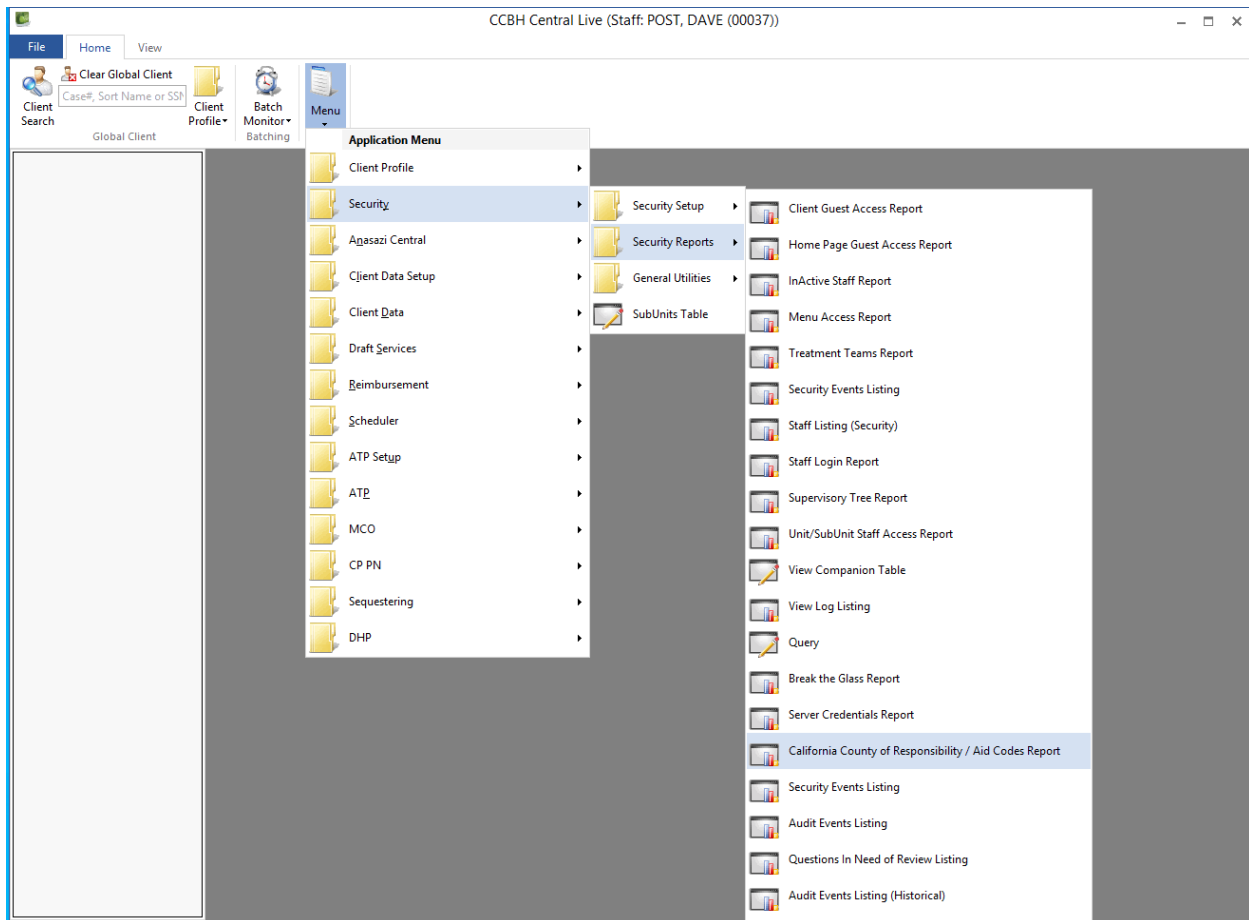 CCBH Central Live (Staff: POST, DAVE (00037))
File
Home
View
Clear Global Client
Case#, Sort Name or SSN
Client
Search
Client
Profile
Batch
Monitor
Menu
Global Client
Batching
Application Menu
Client Profile
Security
Anasazi Central
Client Data Setup
Client Data
Draft Services
Reimbursement
Scheduler
ATP Setup
ATP
MCO
CP PN
Sequestering
DHP
Security Setup
Security Reports
General Utilities
SubUnits Table
Client Guest Access Report
Home Page Guest Access Report
InActive Staff Report
Menu Access Report
Treatment Teams Report
Security Events Listing
Staff Listing (Security)
Staff Login Report
Supervisory Tree Report
Unit/SubUnit Staff Access Report
View Companion Table
View Log Listing
Query
Break the Glass Report
Server Credentials Report
California County of Responsibility / Aid Codes Report
Security Events Listing
Audit Events Listing
Questions In Need of Review Listing
Audit Events Listing (Historical)